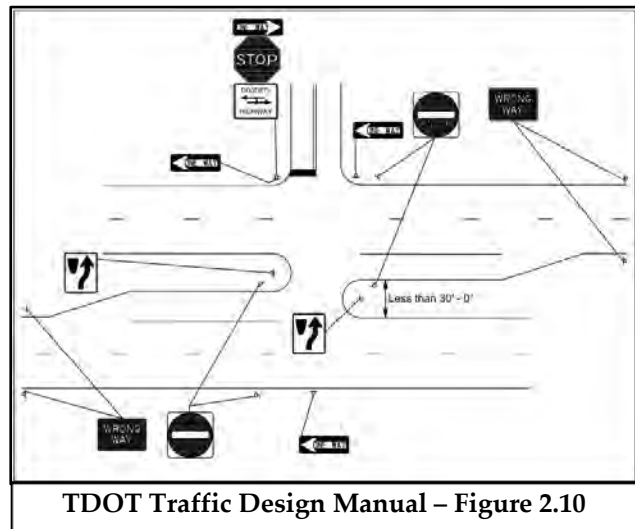 ONE WAY
STOP
DIVIDED
HIGHWAY
ONE WAY
ONE WAY
WRONG
WAY
Less than 30' - 0"
WRONG
WAY
ONE WAY
TDOT Traffic Design Manual – Figure 2.10